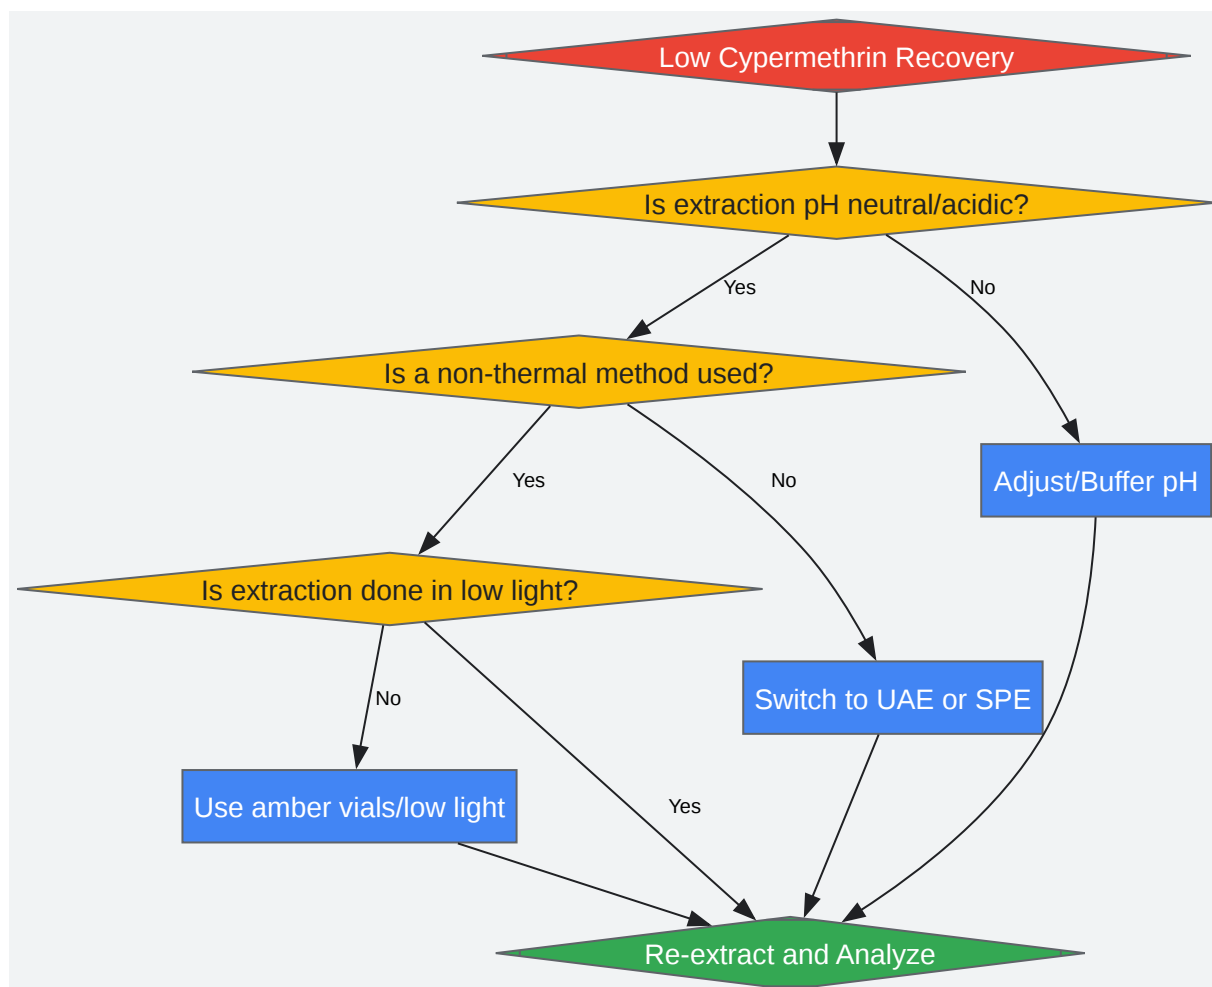 Low Cypermethrin Recovery
Is extraction pH neutral/acidic?
Yes
No
Is a non-thermal method used?
Yes
No
Adjust/Buffer pH
Is extraction done in low light?
No
Switch to UAE or SPE
Use amber vials/low light
Yes
Re-extract and Analyze